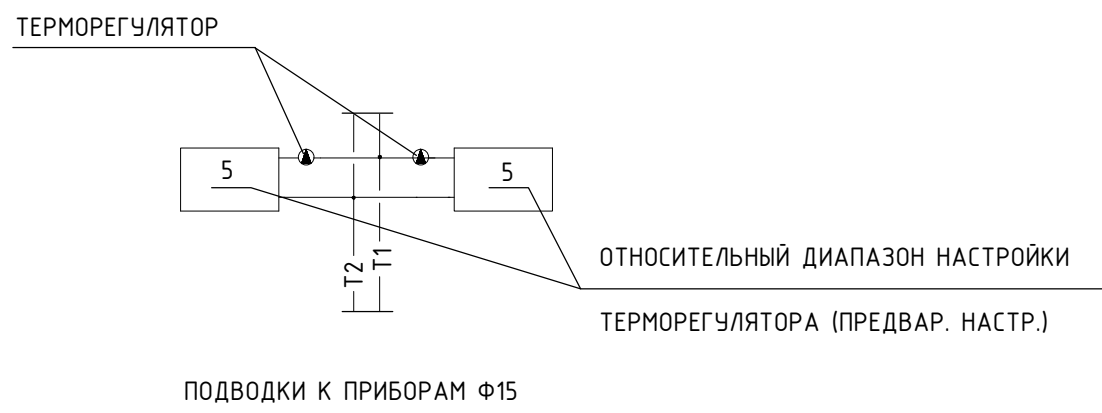 ТЕРМОРЕГУЛЯТОР
5
5
Т2
Т1
ОТНОСИТЕЛЬНЫЙ ДИАПАЗОН НАСТРОЙКИ
ТЕРМОРЕГУЛЯТОРА (ПРЕДВАР. НАСТР.)
ПОДВОДКИ К ПРИБОРАМ Ф15